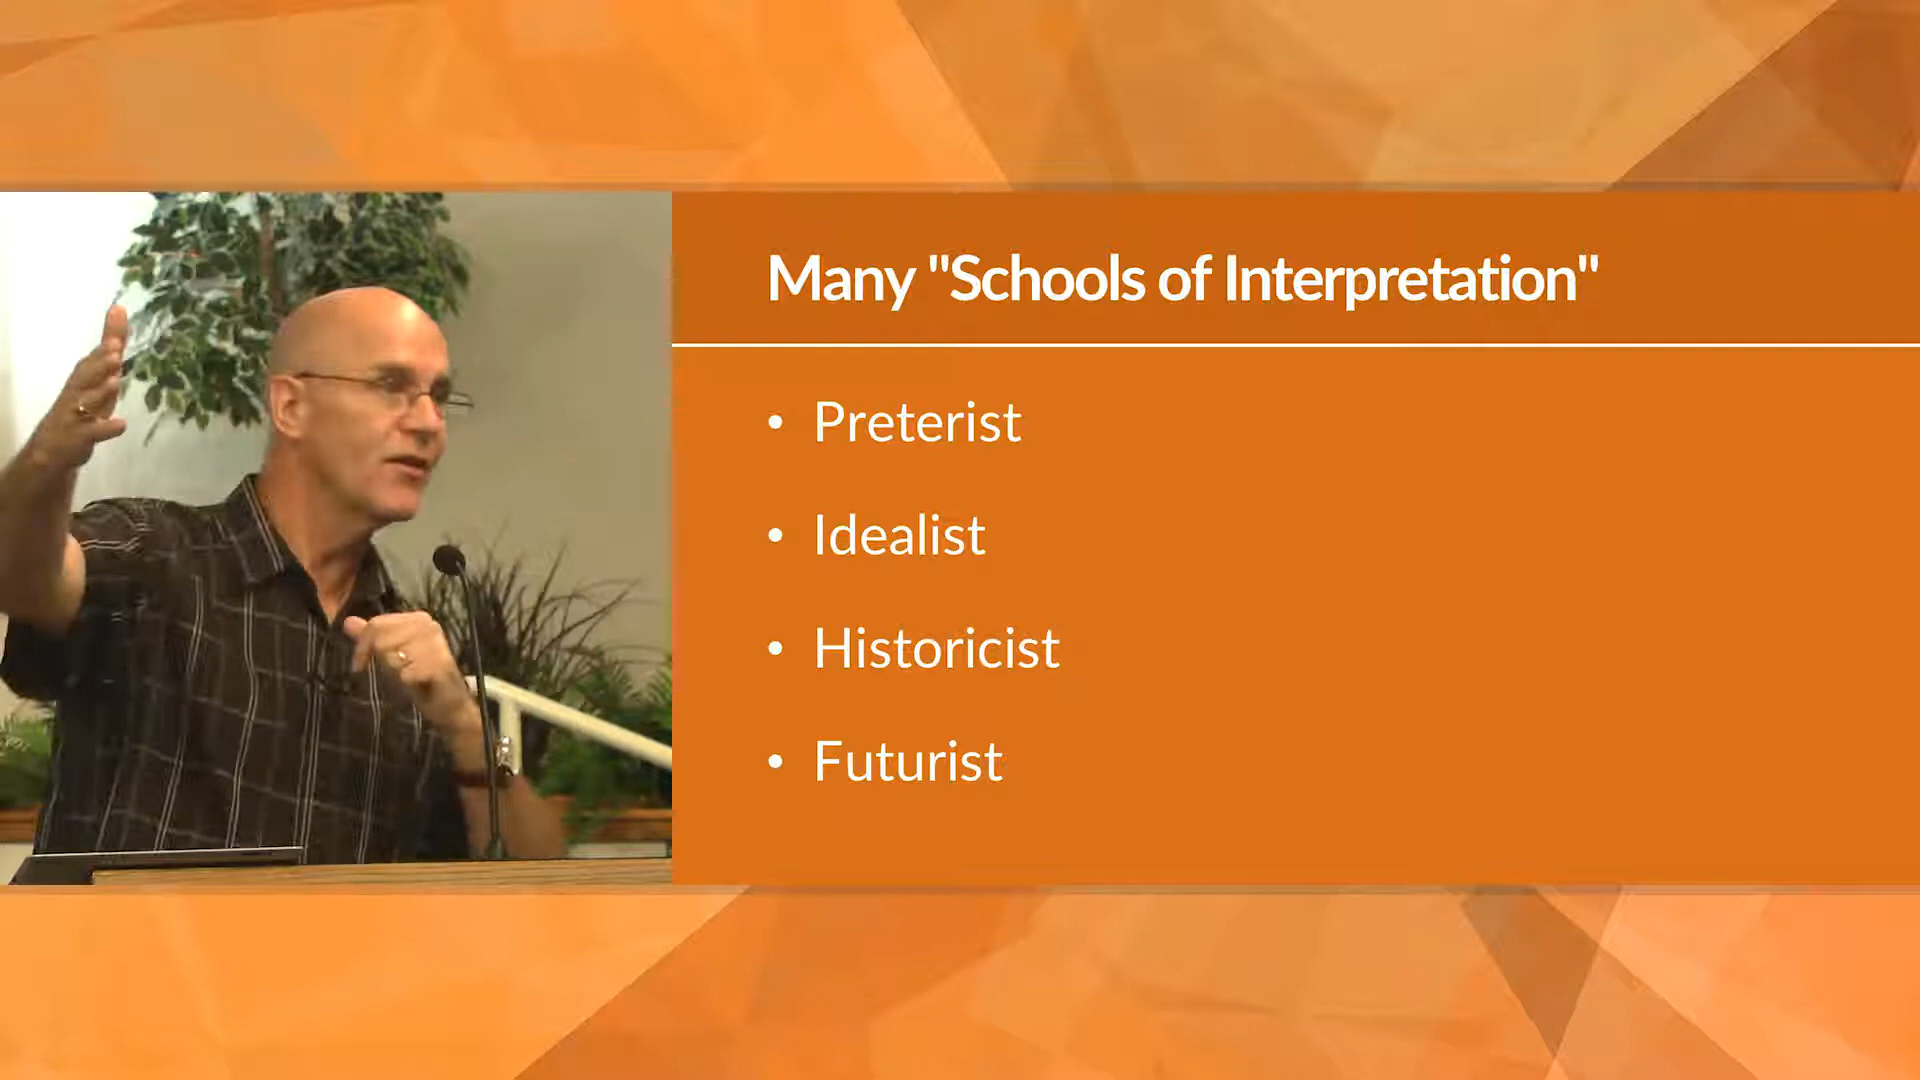 Many "Schools of Interpretation"
• Preterist
• Idealist
• Historicist
• Futurist